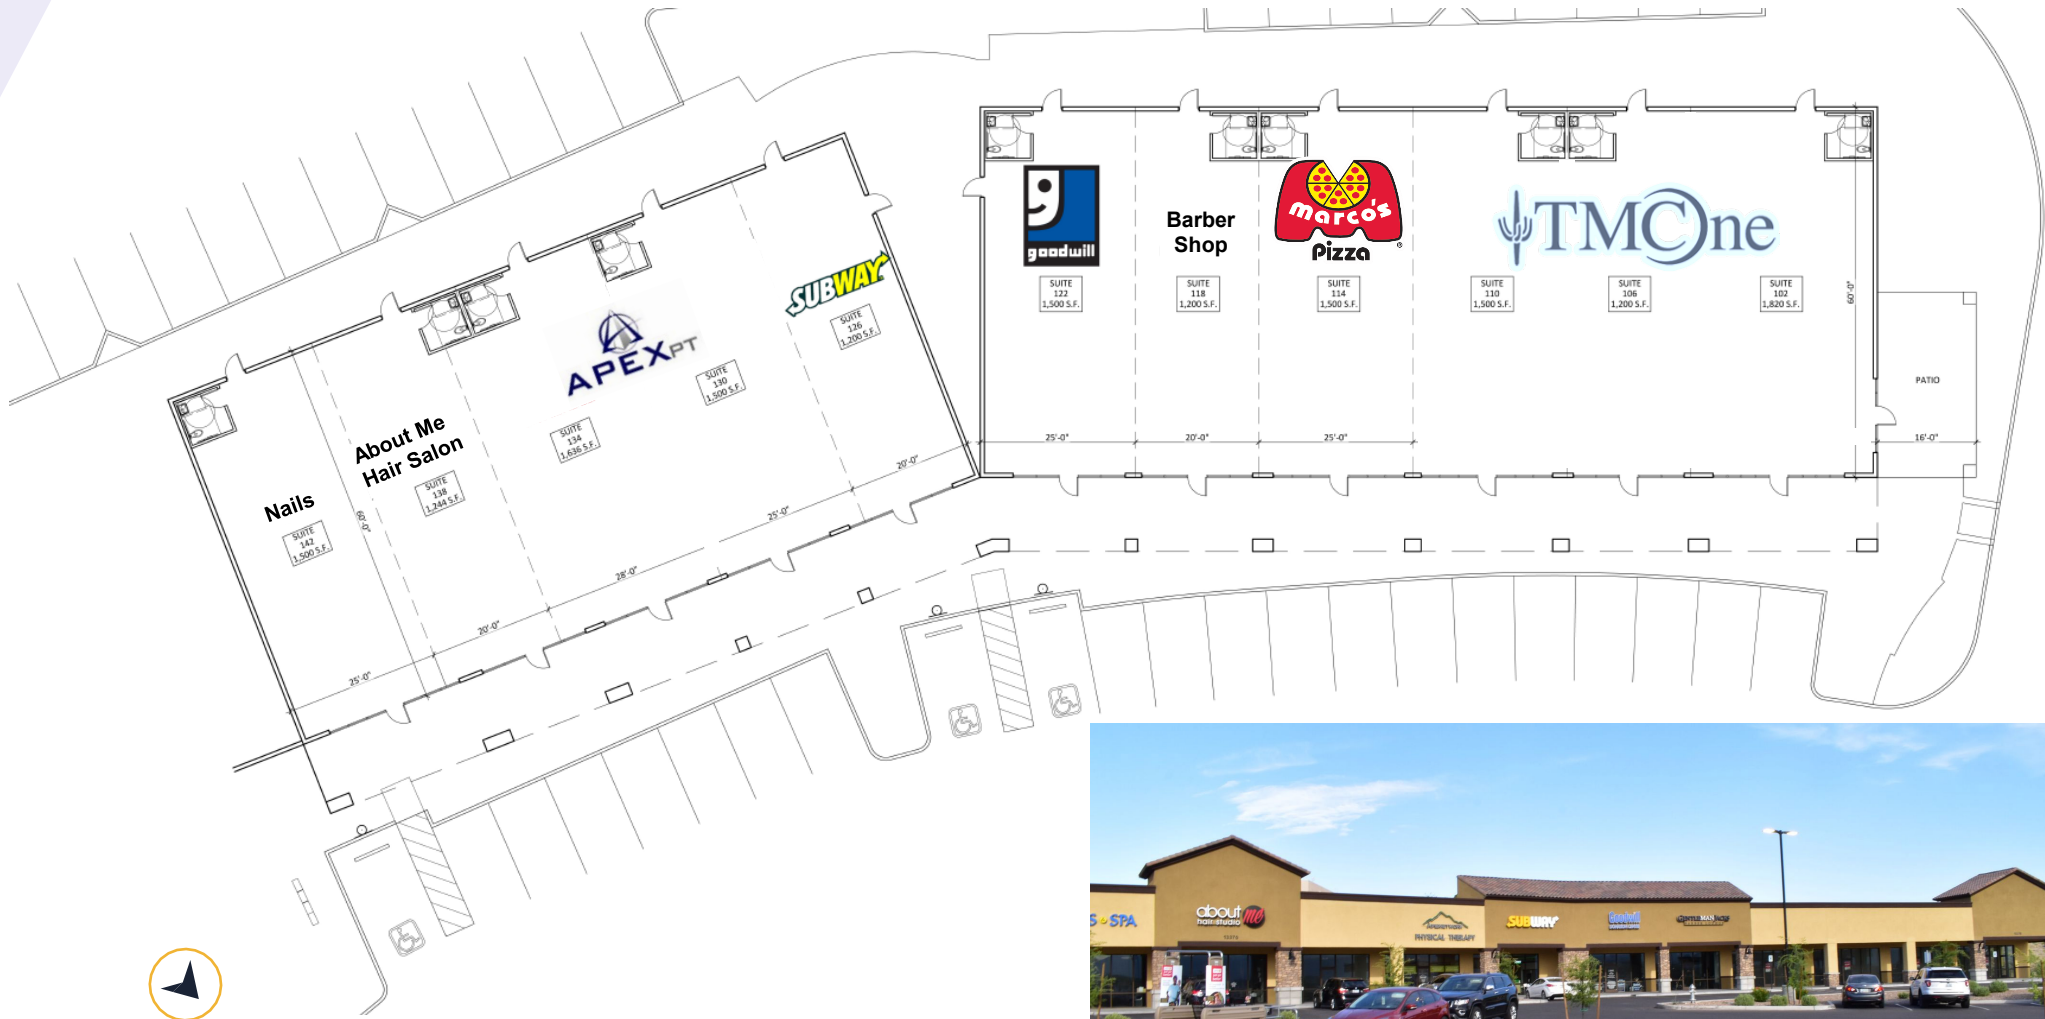 goodwill
SUITE
122
1,500 S.F.
Barber
Shop
SUITE
118
1,200 S.F.
marco's
Pizza
®
SUITE
114
1,500 S.F.
TMCOne
SUITE
110
1,500 S.F.
SUITE
106
1,200 S.F.
SUITE
102
1,820 S.F.
60'-0"
PATIO
16'-0"
25'-0"
20'-0"
25'-0"
SUBWAY
SUITE
126
1,200 S.F.
APEX PT
SUITE
130
1,500 S.F.
SUITE
134
1,636 S.F.
About Me
Hair Salon
SUITE
138
1,244 S.F.
Nails
SUITE
142
1,500 S.F.
60'-0"
20'-0"
25'-0"
28'-0"
20'-0"
25'-0"
S SPA
about me
hair studio
PHYSICAL THERAPY
SUBWAY
Goodwill